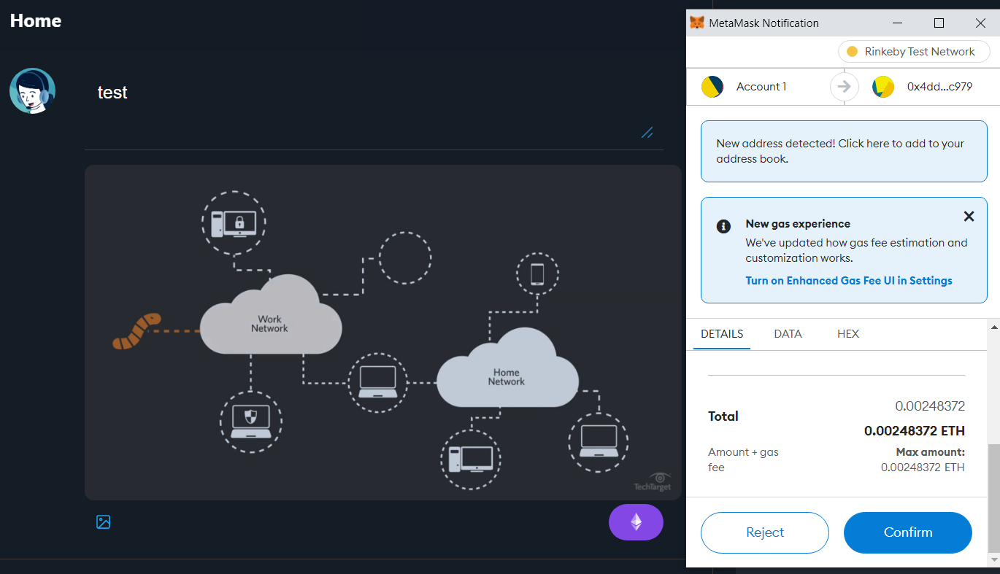 Home
test
Work
Network
Home
Network
TechTarget
MetaMask Notification
Rinkeby Test Network
Account 1
0x4dd...c979
New address detected! Click here to add to your
address book.
New gas experience
We've updated how gas fee estimation and
customization works.
Turn on Enhanced Gas Fee UI in Settings
DETAILS DATA HEX
0.00248372
Total
0.00248372 ETH
Amount + gas
fee
Max amount:
0.00248372 ETH
Reject
Confirm